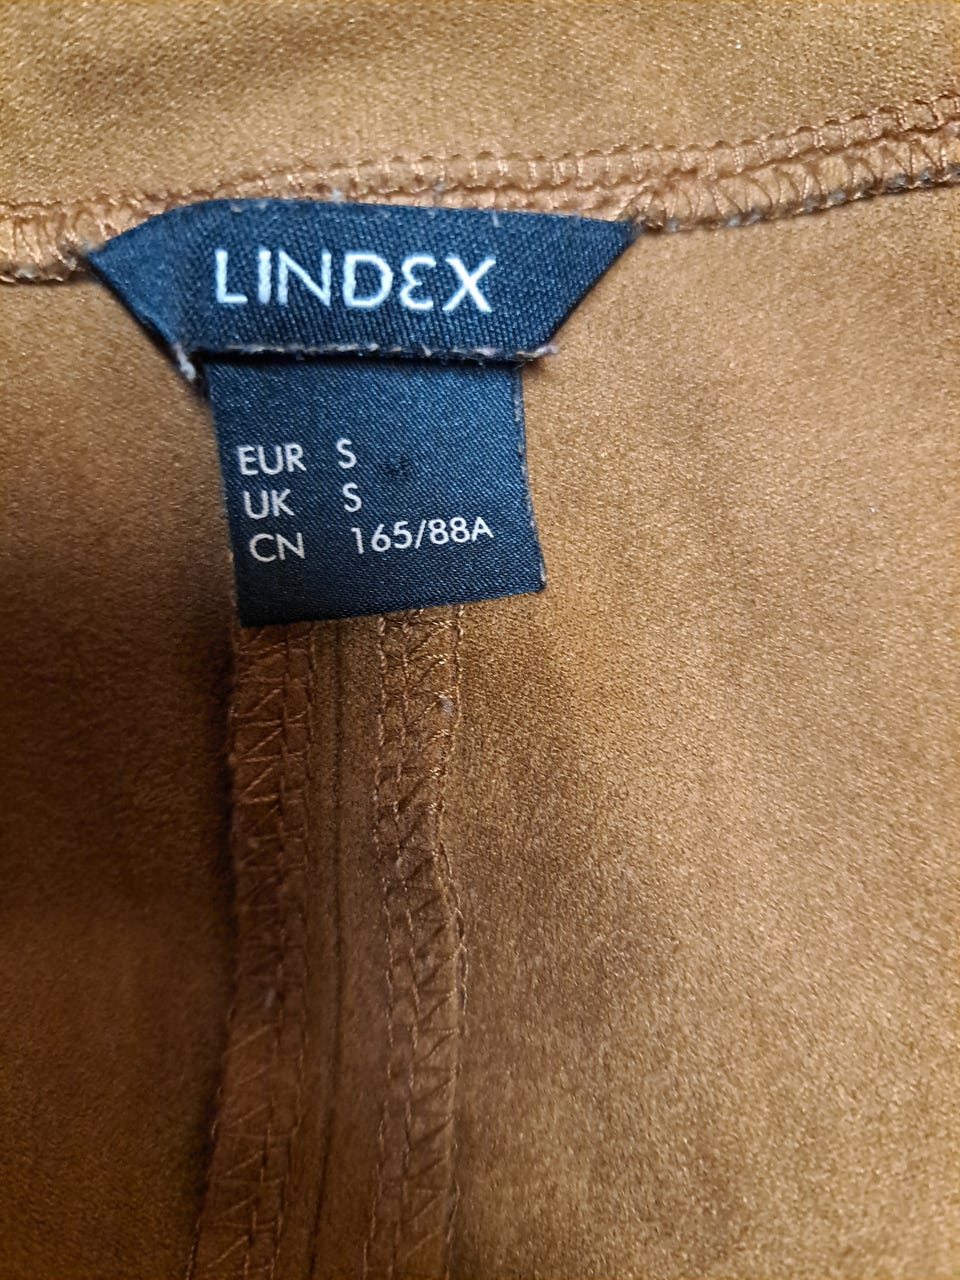 LINDEX
EUR S
UK S
CN 165/88A